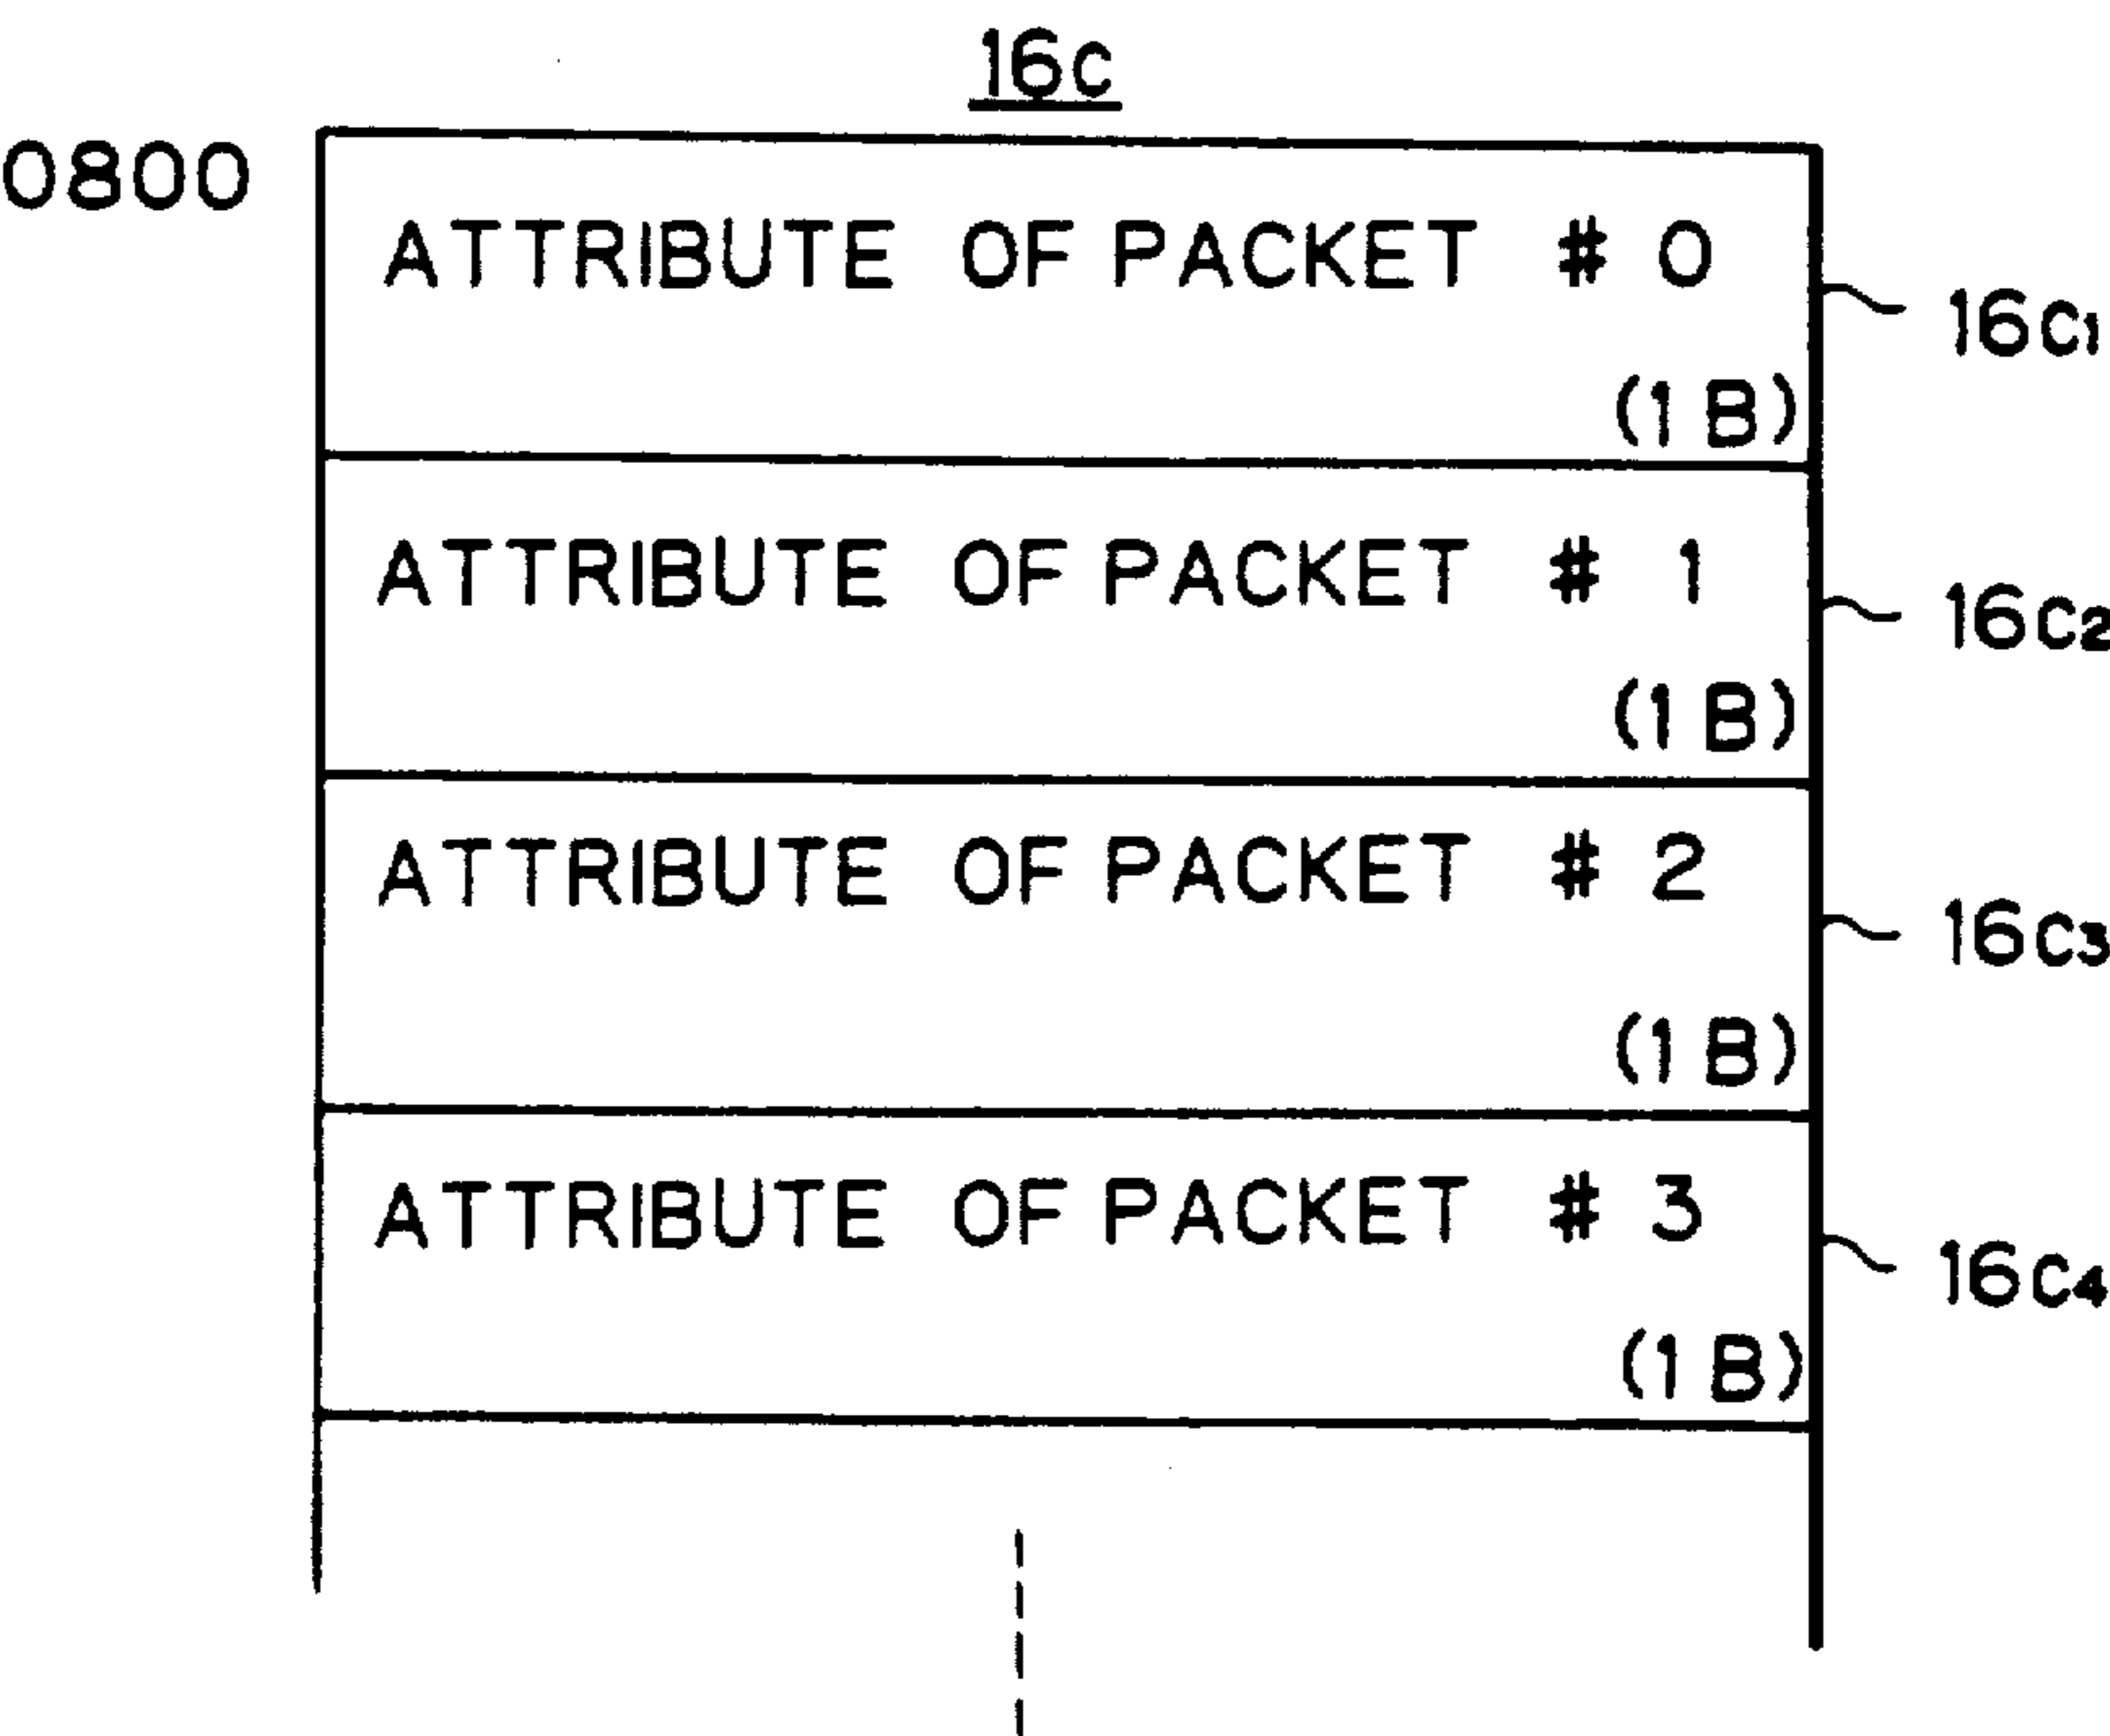 16c
0800
ATTRIBUTE OF PACKET # 0
16c1
(1 B)
ATTRIBUTE OF PACKET # 1
16c2
(1 B)
ATTRIBUTE OF PACKET # 2
16c3
(1 B)
ATTRIBUTE OF PACKET # 3
16c4
(1 B)